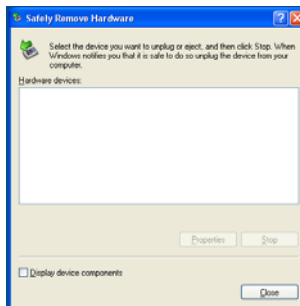 Safely Remove Hardware
Select the device you want to unplug or eject, and then click Stop. When
Windows notifies you that it is safe to do so unplug the device from your
computer.
Hardware devices:
Properties
Stop
Display device components
Close